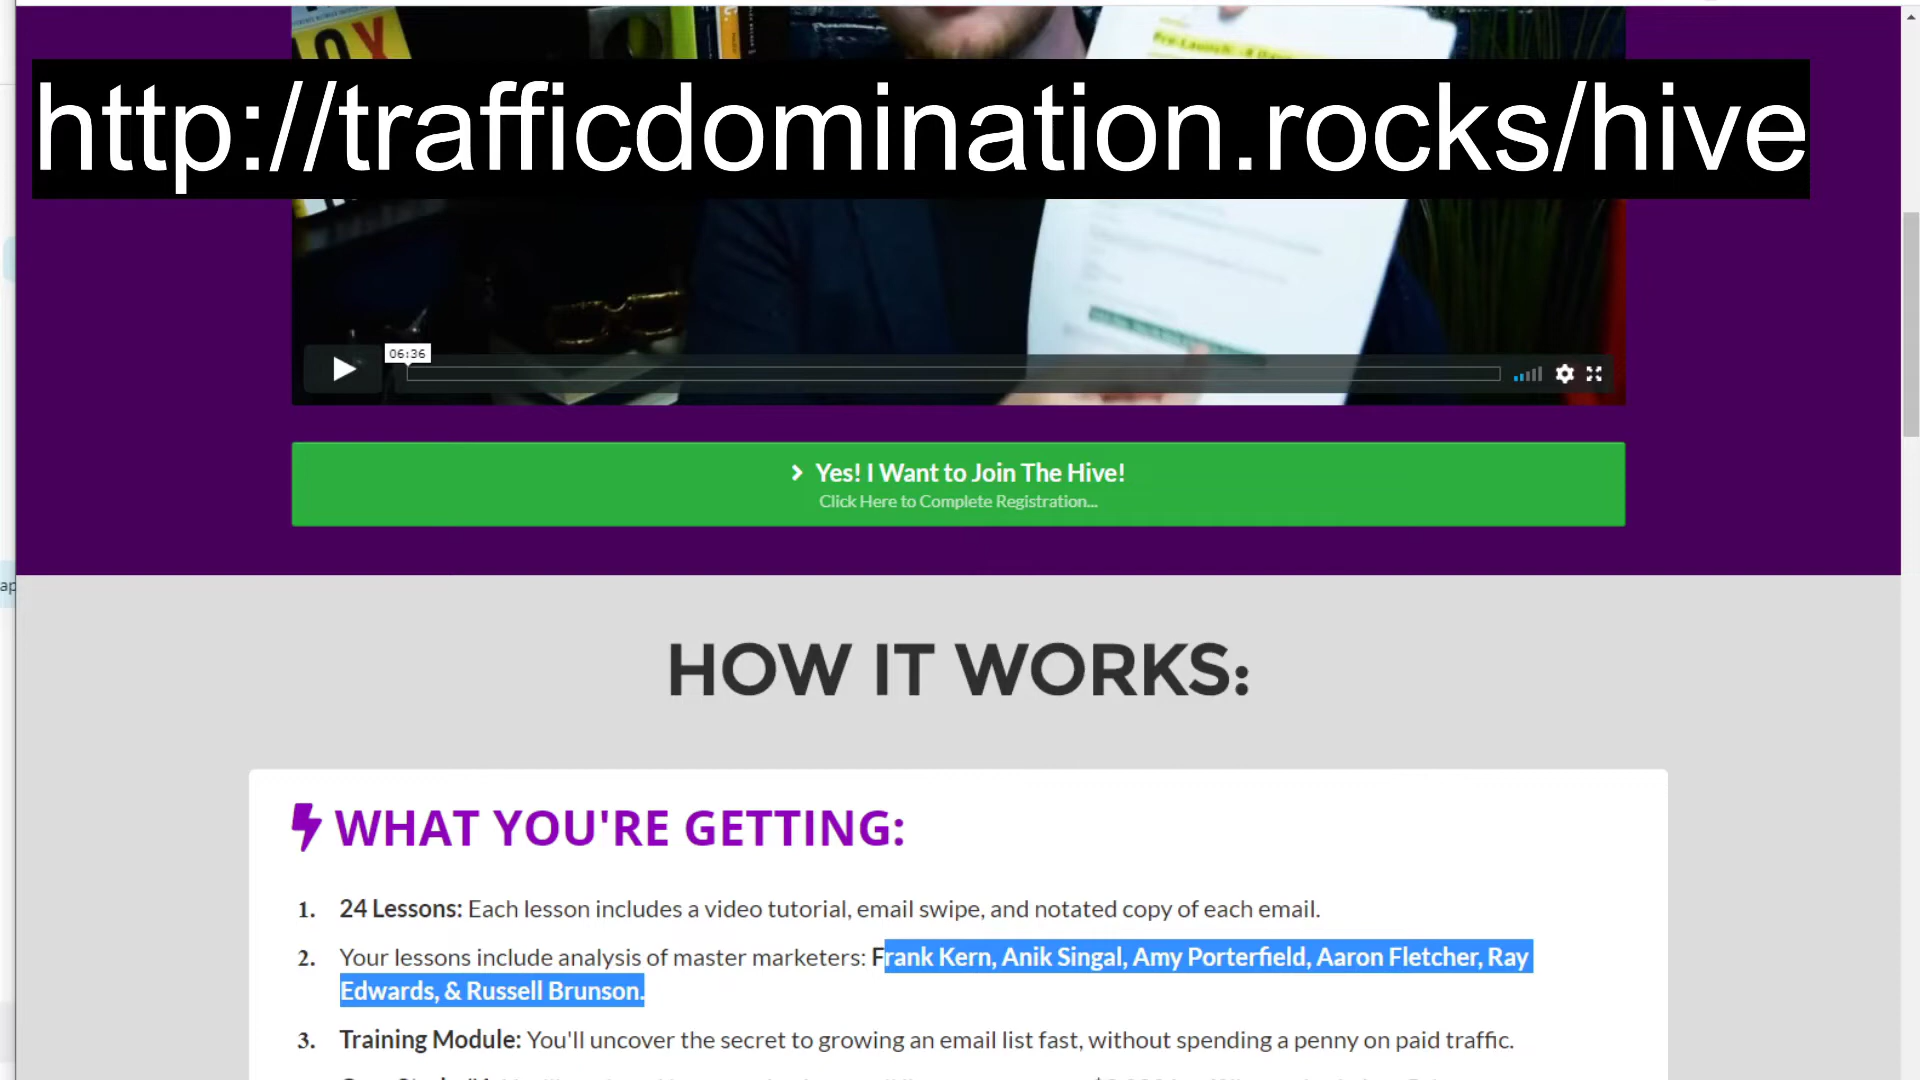 http://trafficdomination.rocks/hive
06:36
Yes! I Want to Join The Hive!
Click Here to Complete Registration...
HOW IT WORKS:
WHAT YOU'RE GETTING:
1. 24 Lessons: Each lesson includes a video tutorial, email swipe, and notated copy of each email.
2. Your lessons include analysis of master marketers: Frank Kern, Anik Singal, Amy Porterfield, Aaron Fletcher, Ray
Edwards, & Russell Brunson.
3. Training Module: You'll uncover the secret to growing an email list fast, without spending a penny on paid traffic.